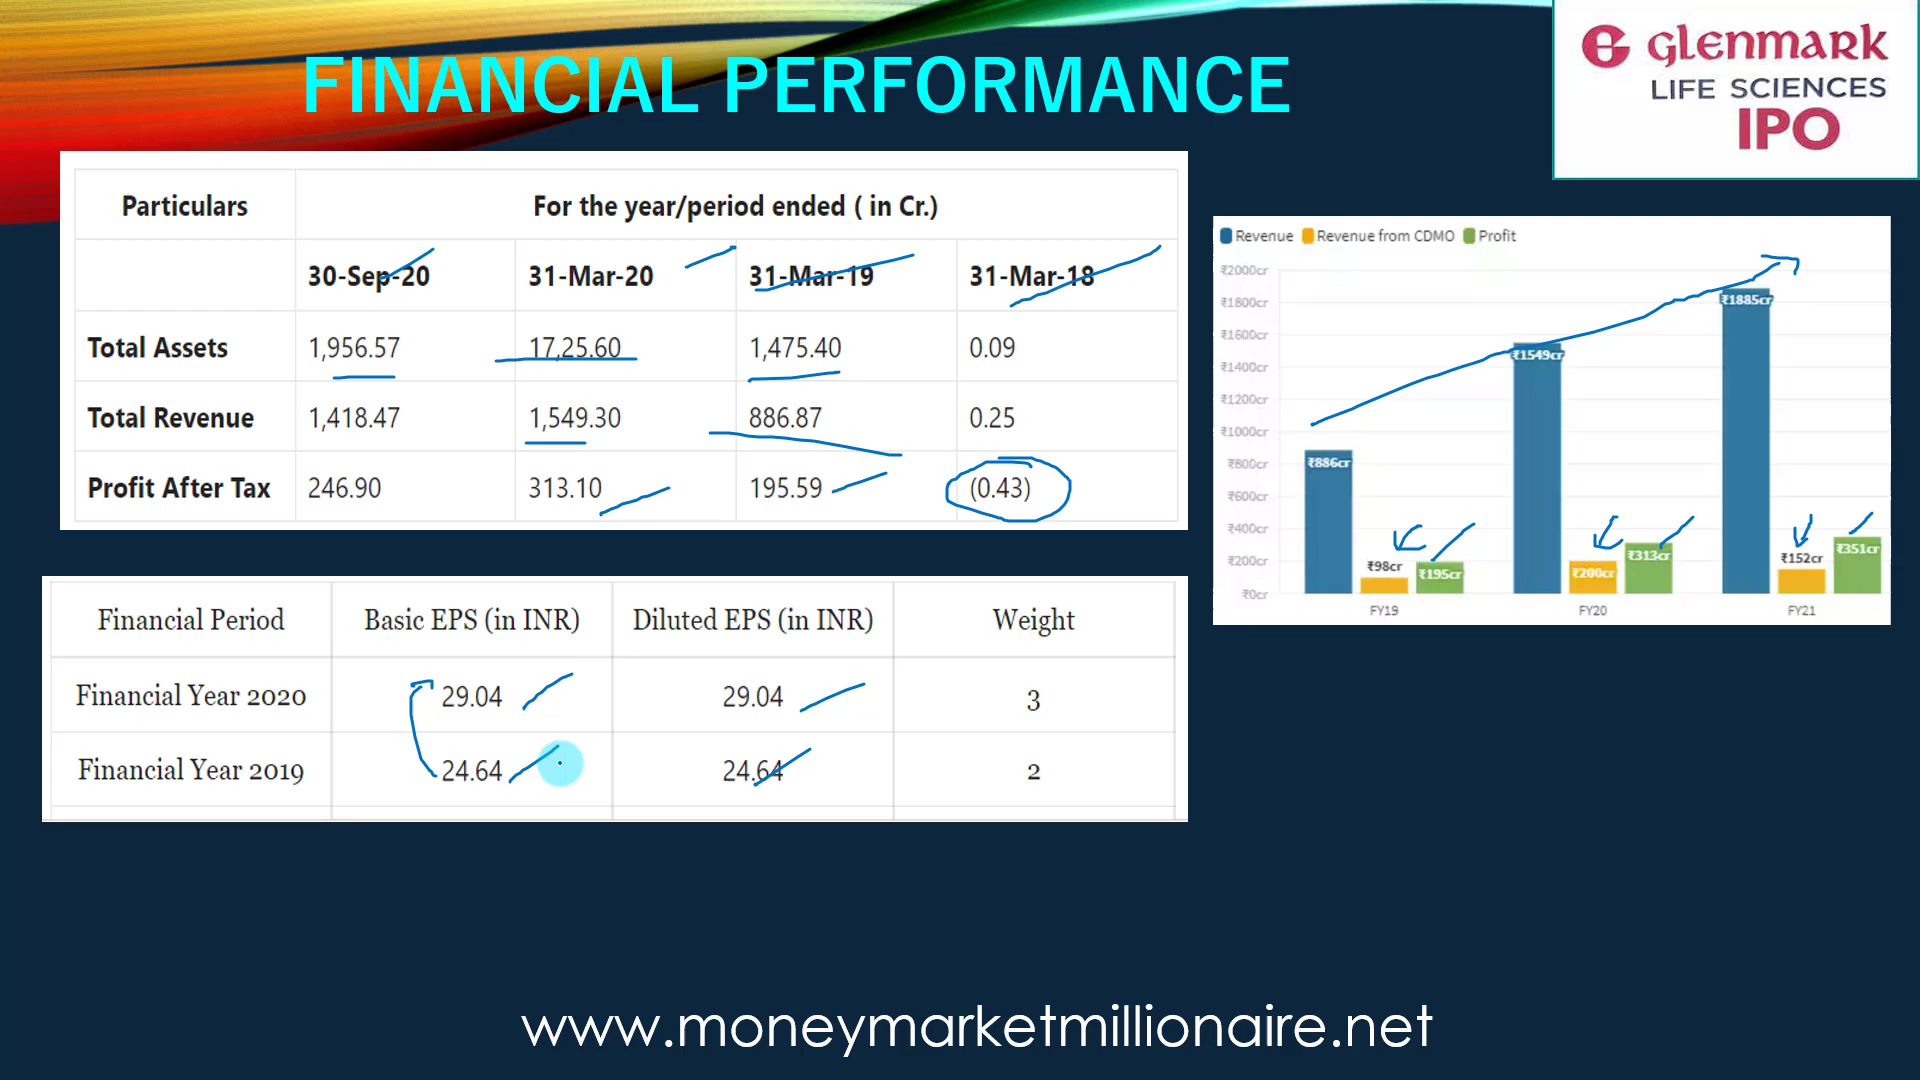 FINANCIAL PERFORMANCE
Glenmark
LIFE SCIENCES
IPO
Particulars For the year/period ended ( in Cr.)
30-Sep-20 31-Mar-20 31-Mar-19 31-Mar-18
Total Assets 1,956.57 17,25.60 1,475.40 0.09
Total Revenue 1,418.47 1,549.30 886.87 0.25
Profit After Tax 246.90 313.10 195.59 (0.43)
Revenue Revenue from CDMO Profit
₹2000cr
₹1800cr
₹1600cr
₹1400cr
₹1200cr
₹1000cr
₹800cr
₹600cr
₹400cr
₹200cr
₹0cr
₹886cr ₹98cr ₹195cr
₹1549cr ₹200cr ₹313cr
₹1885cr ₹152cr ₹351cr
FY19 FY20 FY21
Financial Period Basic EPS (in INR) Diluted EPS (in INR) Weight
Financial Year 2020 29.04 29.04 3
Financial Year 2019 24.64 24.64 2
www.moneymarketmillionaire.net